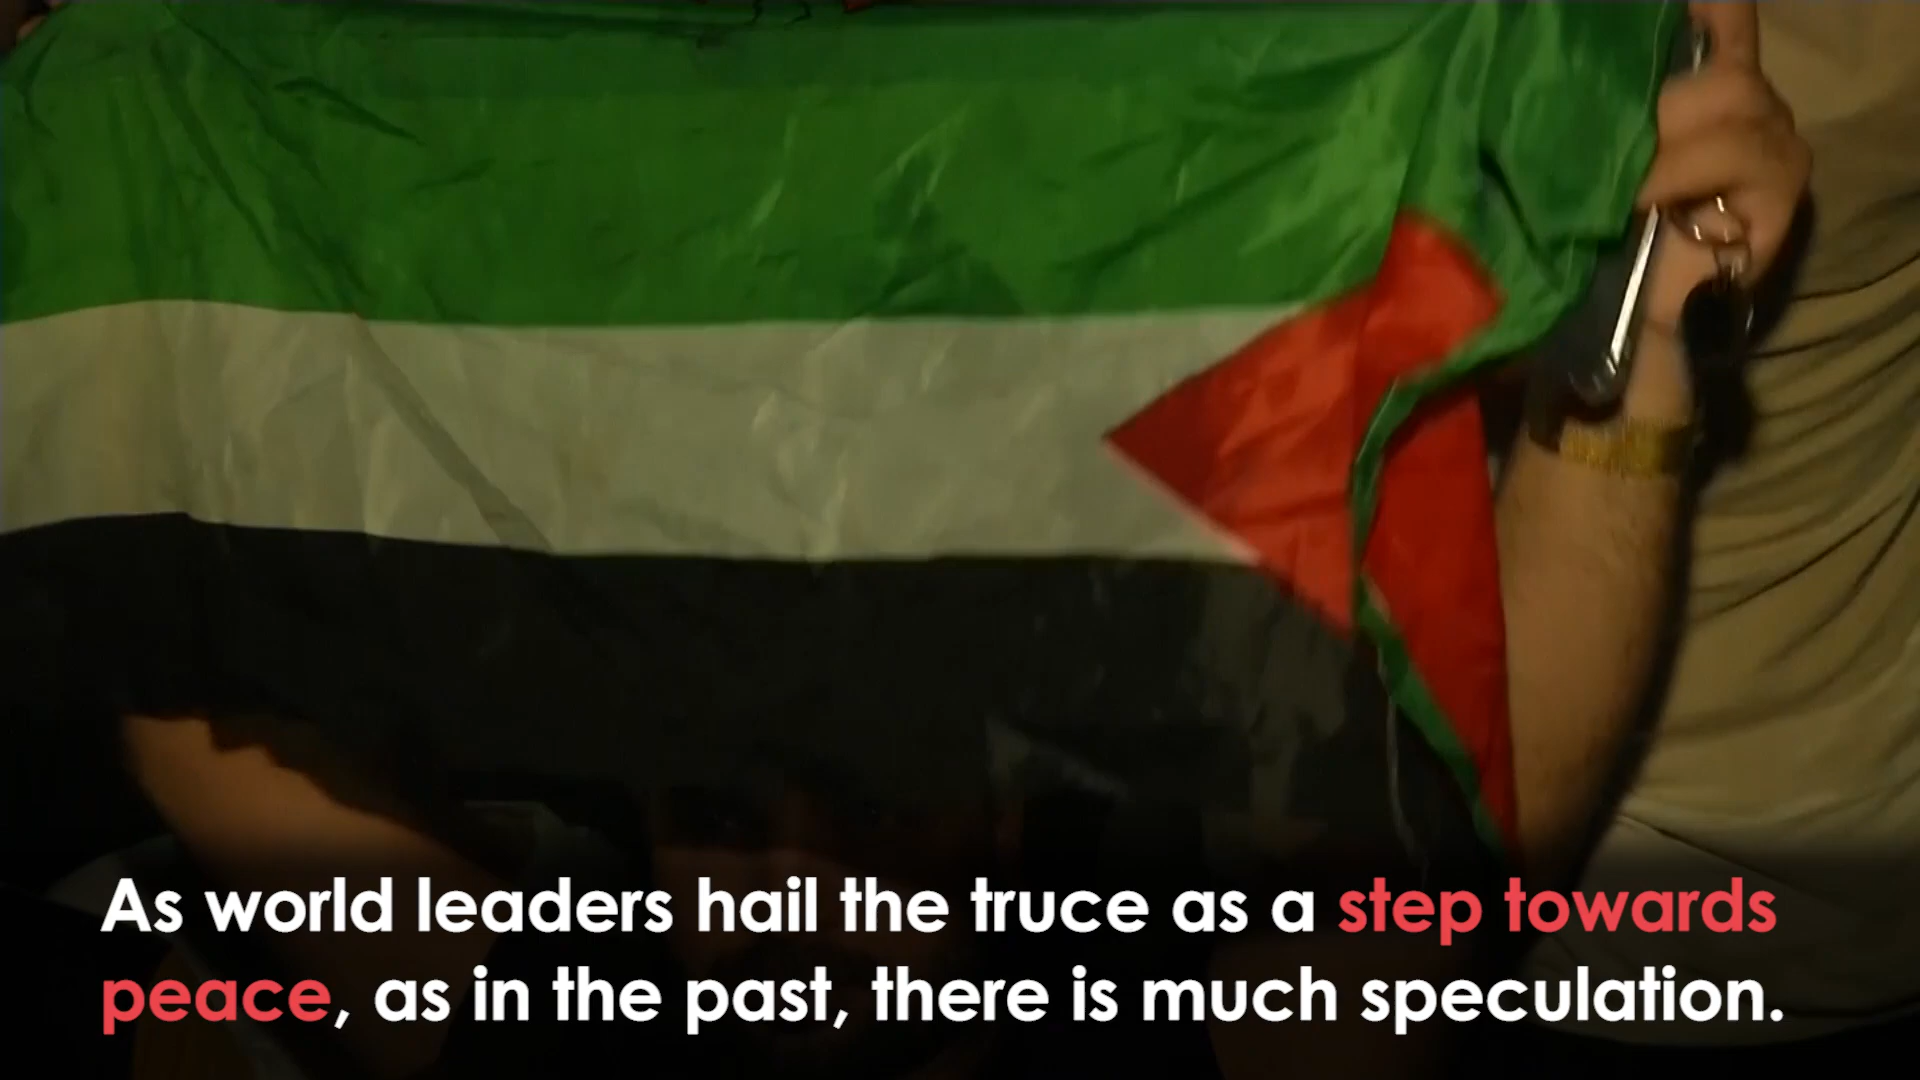 As world leaders hail the truce as a step towards
peace, as in the past, there is much speculation.